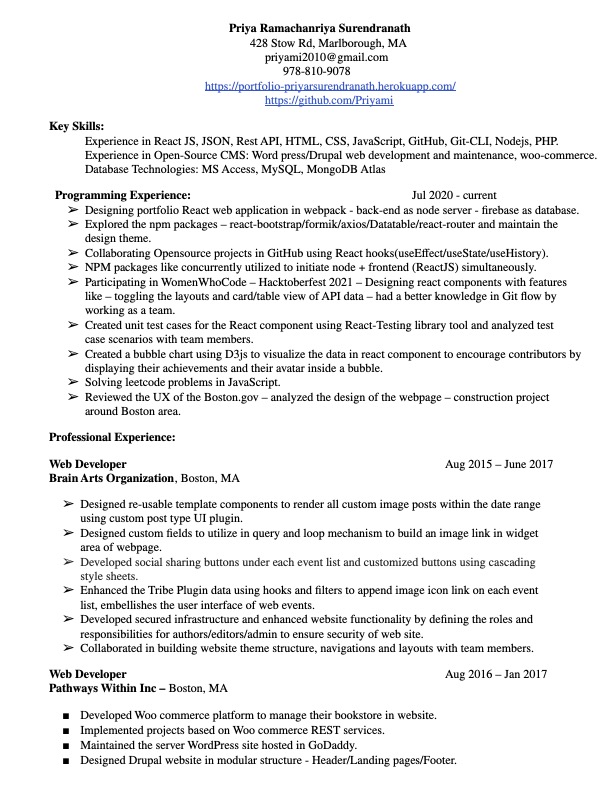 Priya Ramachanriya Surendranath
428 Stow Rd, Marlborough, MA
priyami2010@gmail.com
978-810-9078
https://portfolio-priyarsurendranath.herokuapp.com/
https://github.com/Priyami
Key Skills:
Experience in React JS, JSON, Rest API, HTML, CSS, JavaScript, GitHub, Git-CLI, Nodejs, PHP.
Experience in Open-Source CMS: Word press/Drupal web development and maintenance, woo-commerce.
Database Technologies: MS Access, MySQL, MongoDB Atlas
Programming Experience: Jul 2020 - current
➢ Designing portfolio React web application in webpack - back-end as node server - firebase as database.
➢ Explored the npm packages – react-bootstrap/formik/axios/Datatable/react-router and maintain the
design theme.
➢ Collaborating Opensource projects in GitHub using React hooks(useEffect/useState/useHistory).
➢ NPM packages like concurrently utilized to initiate node + frontend (ReactJS) simultaneously.
➢ Participating in WomenWhoCode – Hacktoberfest 2021 – Designing react components with features
like – toggling the layouts and card/table view of API data – had a better knowledge in Git flow by
working as a team.
➢ Created unit test cases for the React component using React-Testing library tool and analyzed test
case scenarios with team members.
➢ Created a bubble chart using D3js to visualize the data in react component to encourage contributors by
displaying their achievements and their avatar inside a bubble.
➢ Solving leetcode problems in JavaScript.
➢ Reviewed the UX of the Boston.gov – analyzed the design of the webpage – construction project
around Boston area.
Professional Experience:
Web Developer Aug 2015 – June 2017
Brain Arts Organization, Boston, MA
➢ Designed re-usable template components to render all custom image posts within the date range
using custom post type UI plugin.
➢ Designed custom fields to utilize in query and loop mechanism to build an image link in widget
area of webpage.
➢ Developed social sharing buttons under each event list and customized buttons using cascading
style sheets.
➢ Enhanced the Tribe Plugin data using hooks and filters to append image icon link on each event
list, embellishes the user interface of web events.
➢ Developed secured infrastructure and enhanced website functionality by defining the roles and
responsibilities for authors/editors/admin to ensure security of web site.
➢ Collaborated in building website theme structure, navigations and layouts with team members.
Web Developer Aug 2016 – Jan 2017
Pathways Within Inc – Boston, MA
■ Developed Woo commerce platform to manage their bookstore in website.
■ Implemented projects based on Woo commerce REST services.
■ Maintained the server WordPress site hosted in GoDaddy.
■ Designed Drupal website in modular structure - Header/Landing pages/Footer.